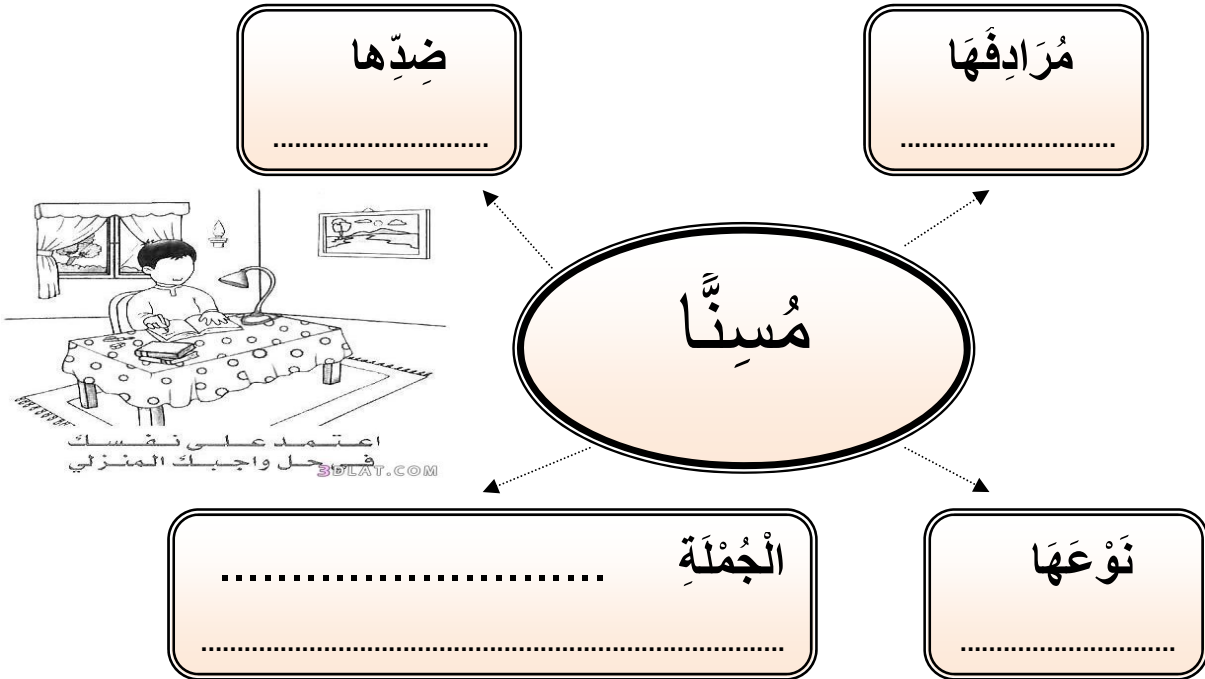 مُرَادِفَهَا
............................
ضِدِّها
............................
مُسِنًّا
اعتمد على نفسك
في حل واجبك المنزلي
3DLAT.COM
نَوْعَهَا
............................
الْجُمْلَةِ ...........................
............................................................................